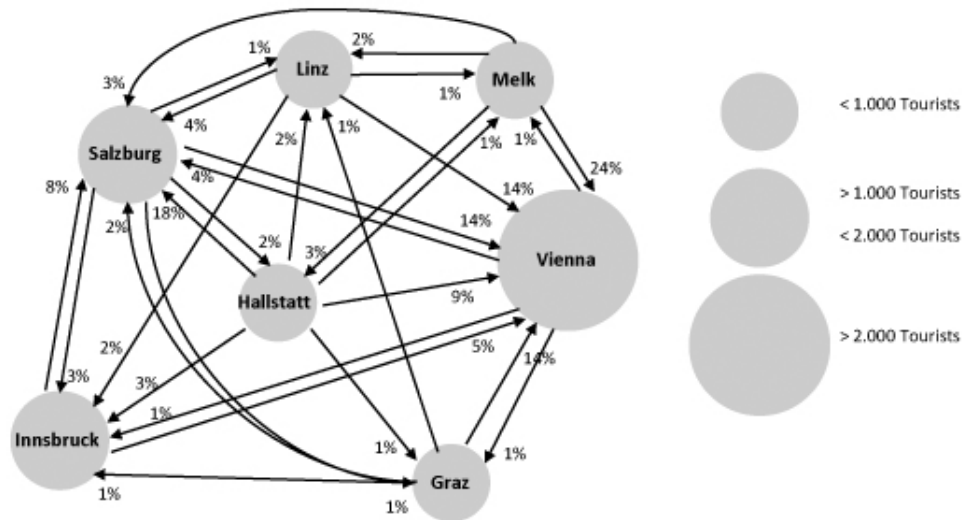 2%
Linz
1%
Melk
3%
1%
4%
2%
1%
1%
1%
Salzburg
4%
24%
8%
18%
14%
2%
14%
2%
3%
Vienna
Hallstatt
9%
2%
5%
14%
3%
3%
1%
Innsbruck
1%
1%
Graz
1%
1%
< 1.000 Tourists
> 1.000 Tourists
< 2.000 Tourists
> 2.000 Tourists